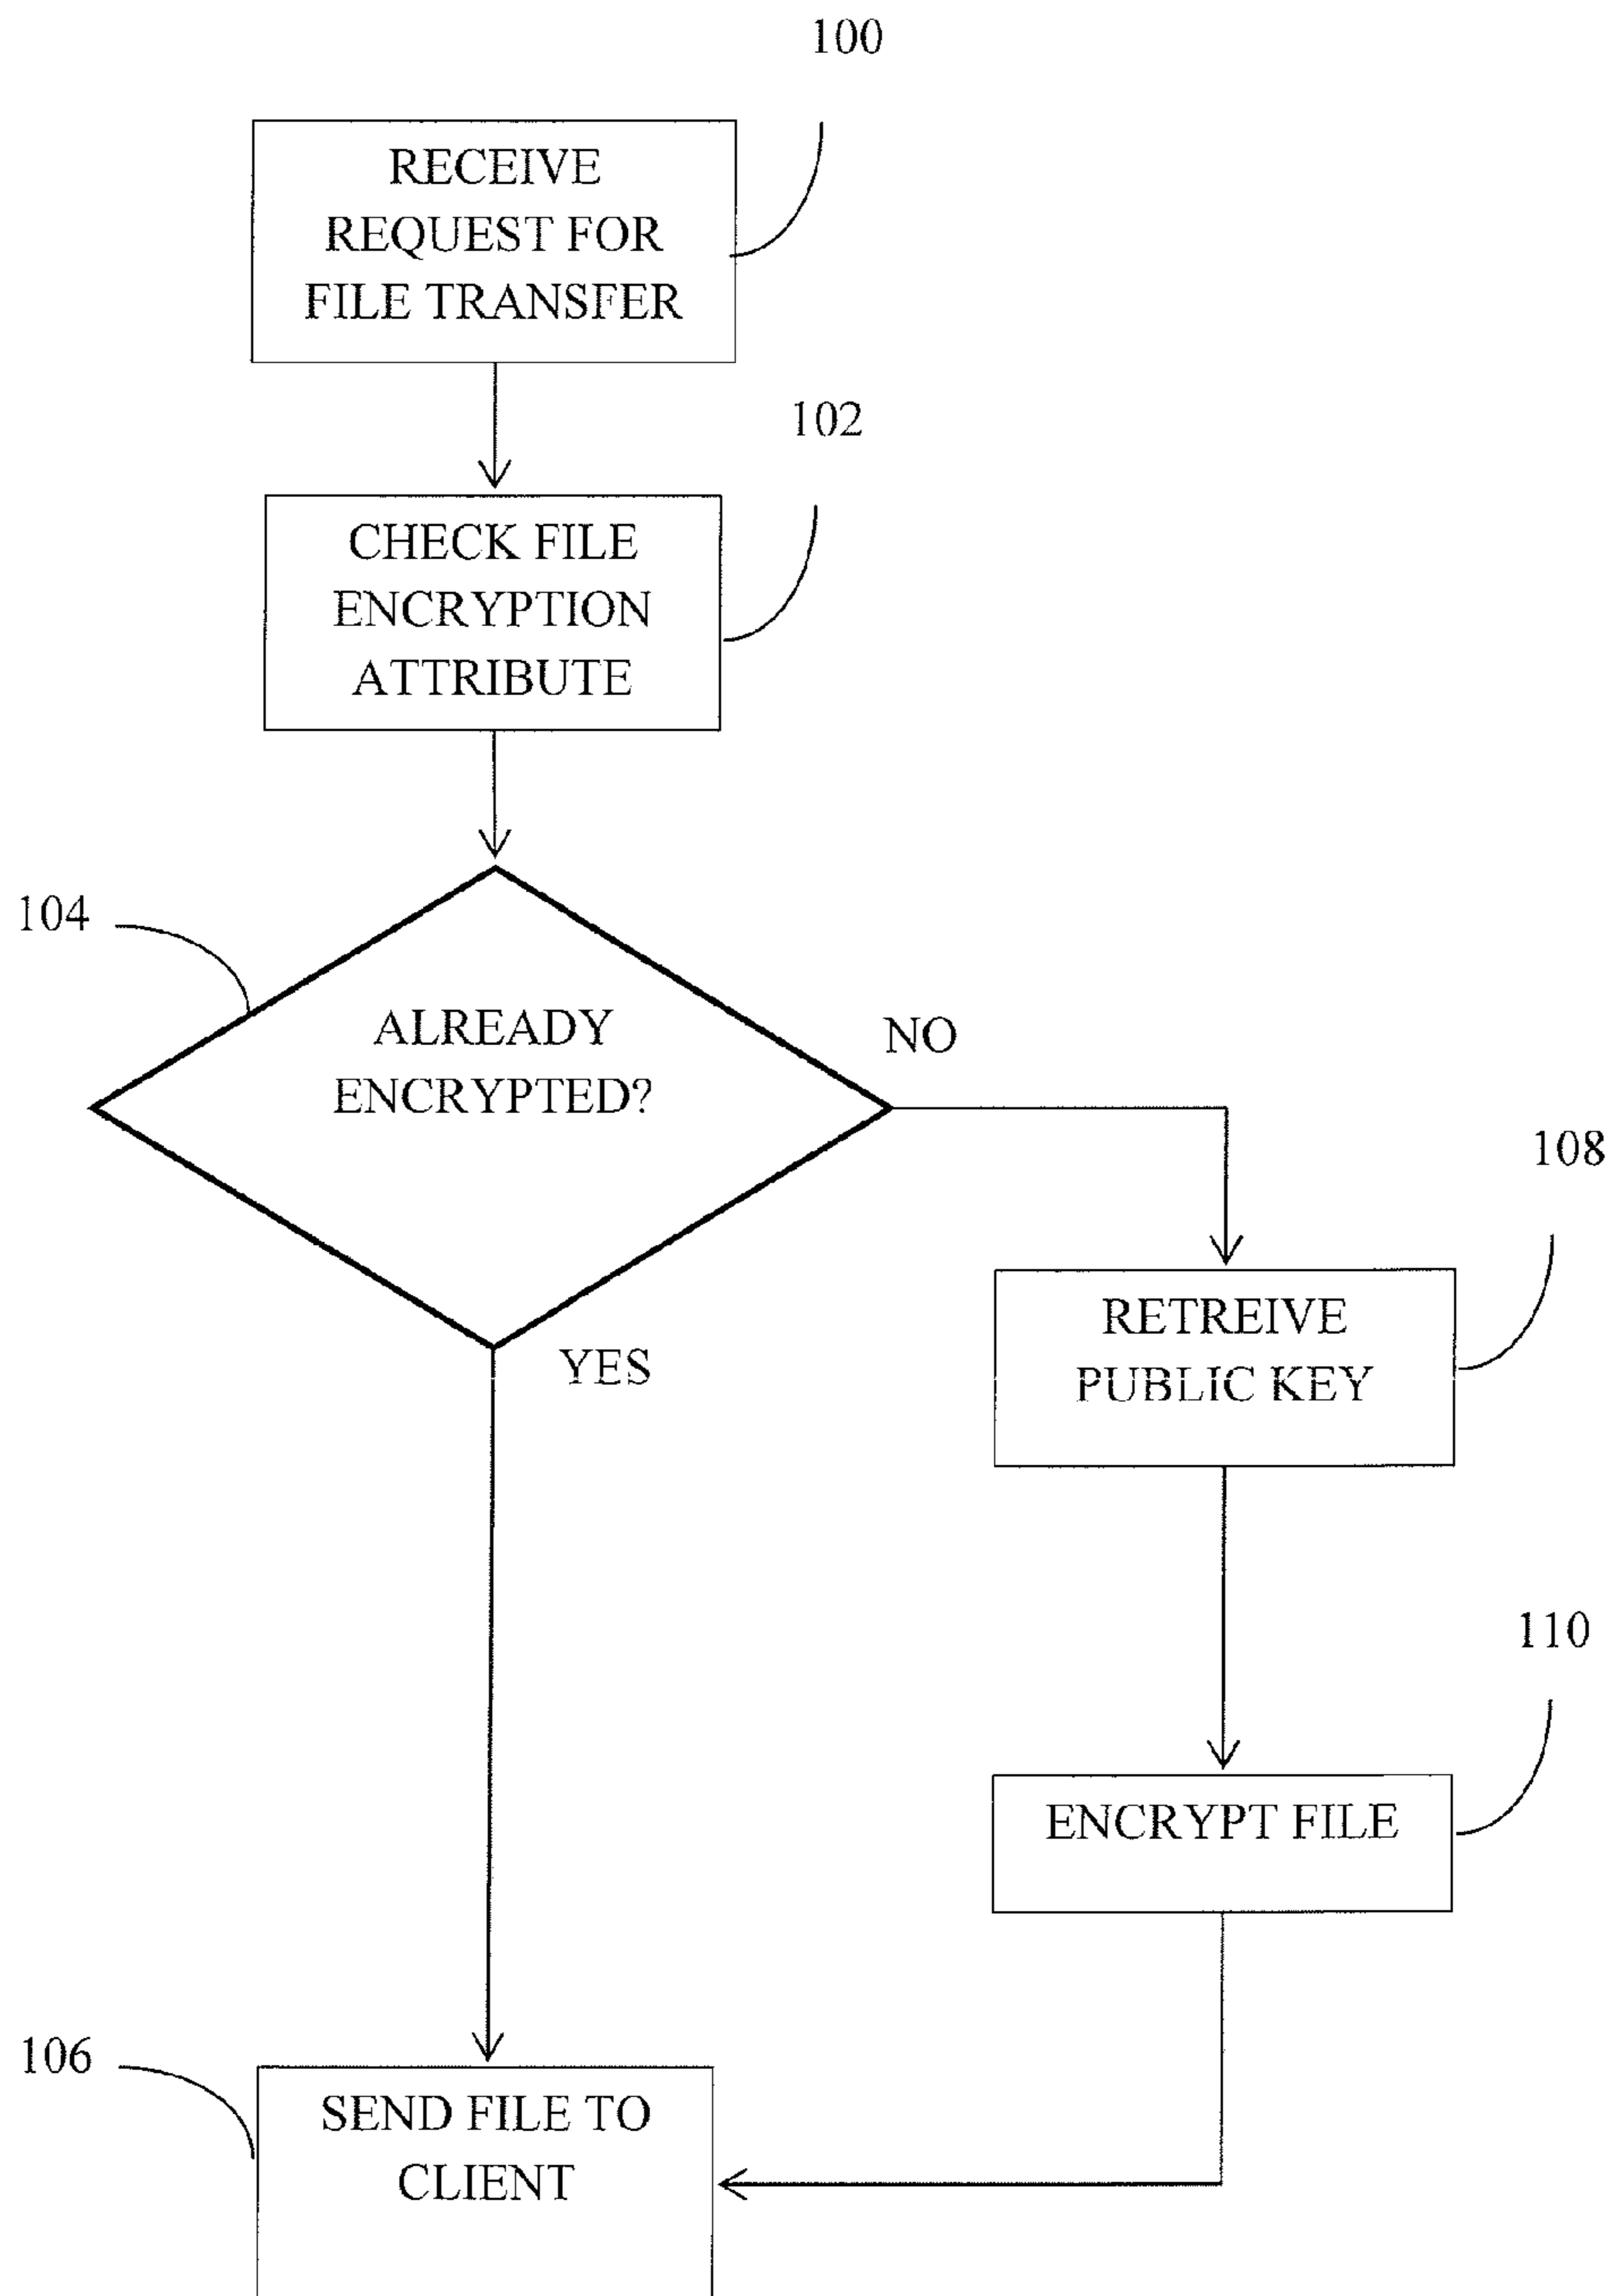 100
RECEIVE
REQUEST FOR
FILE TRANSFER
102
CHECK FILE
ENCRYPTION
ATTRIBUTE
104
ALREADY
ENCRYPTED?
NO
YES
108
RETREIVE
PUBLIC KEY
110
ENCRYPT FILE
106
SEND FILE TO
CLIENT